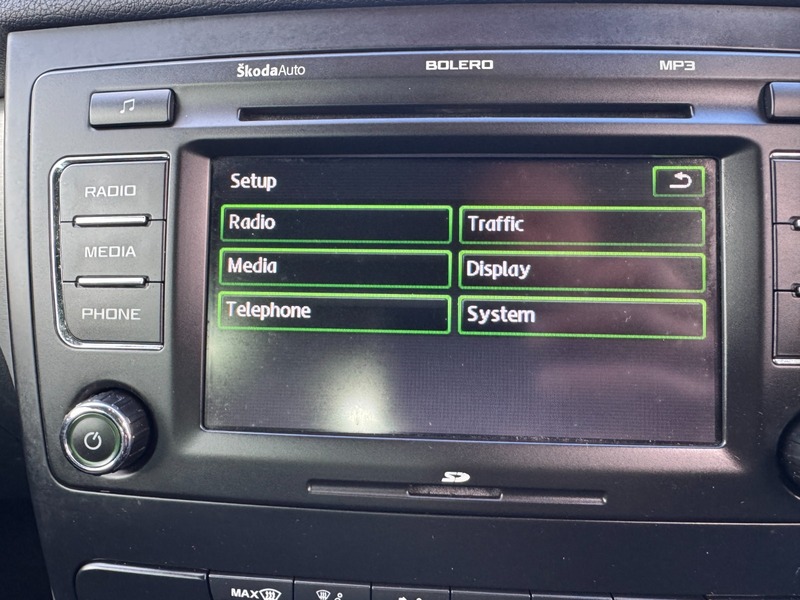 ŠkodaAuto BOLERO MP3
RADIO
MEDIA
PHONE
Setup
Radio Traffic
Media Display
Telephone System
SD
MAX